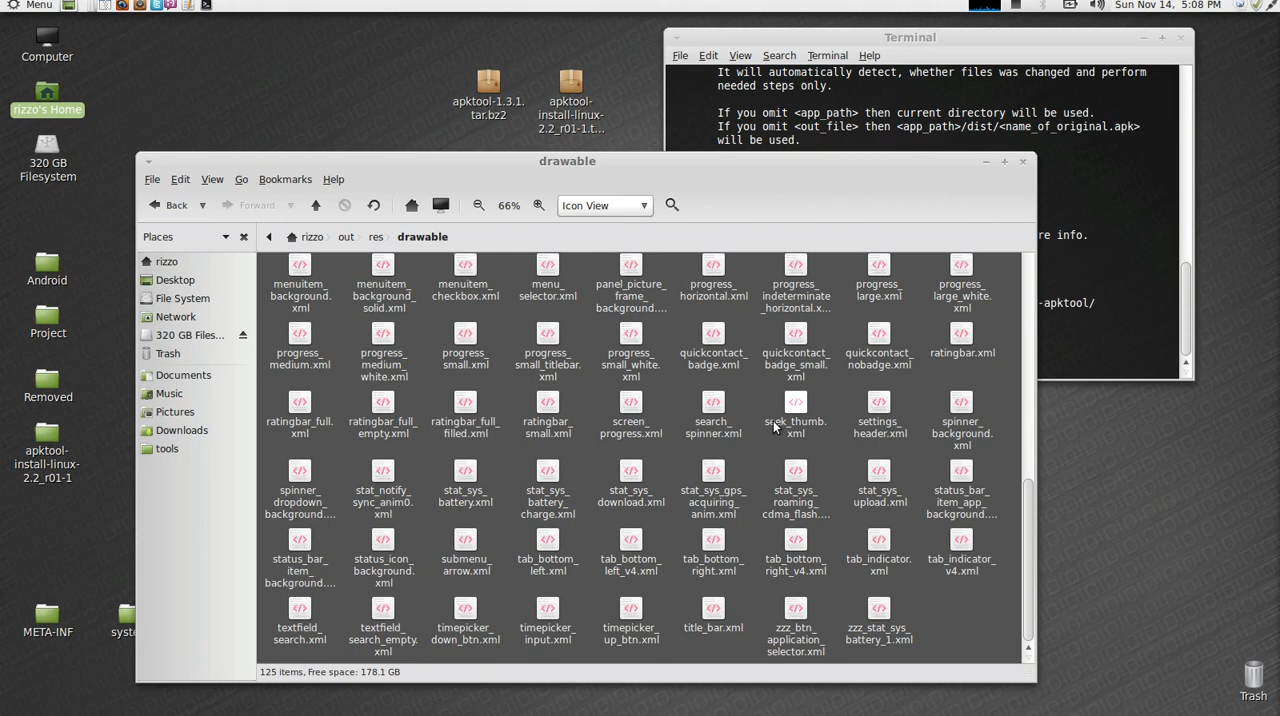 Menu
Sun Nov 14, 5:08 PM
Computer
rizzo's Home
320 GB
Filesystem
Android
Project
Removed
apktool-
install-linux-
2.2_r01-1
META-INF
syst
apktool-1.3.1.
tar.bz2
apktool-
install-linux-
2.2_r01-1.t...
Terminal
File Edit View Search Terminal Help
It will automatically detect, whether files was changed and perform
needed steps only.
If you omit <app_path> then current directory will be used.
If you omit <out_file> then <app_path>/dist/<name_of_original.apk>
will be used.
re info.
-apktool/
drawable
File Edit View Go Bookmarks Help
Back Forward 66% Icon View
Places
rizzo out res drawable
rizzo
Desktop
File System
Network
320 GB Files...
Trash
Documents
Music
Pictures
Downloads
tools
menuitem_
background.
xml
menuitem_
background_
solid.xml
menuitem_
checkbox.xml
menu_
selector.xml
panel_picture_
frame_
background....
progress_
horizontal.xml
progress_
indeterminate
_horizontal.x...
progress_
large.xml
progress_
large_white.
xml
progress_
medium.xml
progress_
medium_
white.xml
progress_
small.xml
progress_
small_titlebar.
xml
progress_
small_white.
xml
quickcontact_
badge.xml
quickcontact_
badge_small.
xml
quickcontact_
nobadge.xml
ratingbar.xml
ratingbar_full.
xml
ratingbar_full_
empty.xml
ratingbar_full_
filled.xml
ratingbar_
small.xml
screen_
progress.xml
search_
spinner.xml
seek_thumb.
xml
settings_
header.xml
spinner_
background.
xml
spinner_
dropdown_
background....
stat_notify_
sync_anim0.
xml
stat_sys_
battery.xml
stat_sys_
battery_
charge.xml
stat_sys_
download.xml
stat_sys_gps_
acquiring_
anim.xml
stat_sys_
roaming_
cdma_flash....
stat_sys_
upload.xml
status_bar_
item_app_
background....
status_bar_
item_
background....
status_icon_
background.
xml
submenu_
arrow.xml
tab_bottom_
left.xml
tab_bottom_
left_v4.xml
tab_bottom_
right.xml
tab_bottom_
right_v4.xml
tab_indicator.
xml
tab_indicator_
v4.xml
textfield_
search.xml
textfield_
search_empty.
xml
timepicker_
down_btn.xml
timepicker_
input.xml
timepicker_
up_btn.xml
title_bar.xml
zzz_btn_
application_
selector.xml
zzz_stat_sys_
battery_1.xml
125 items, Free space: 178.1 GB
Trash